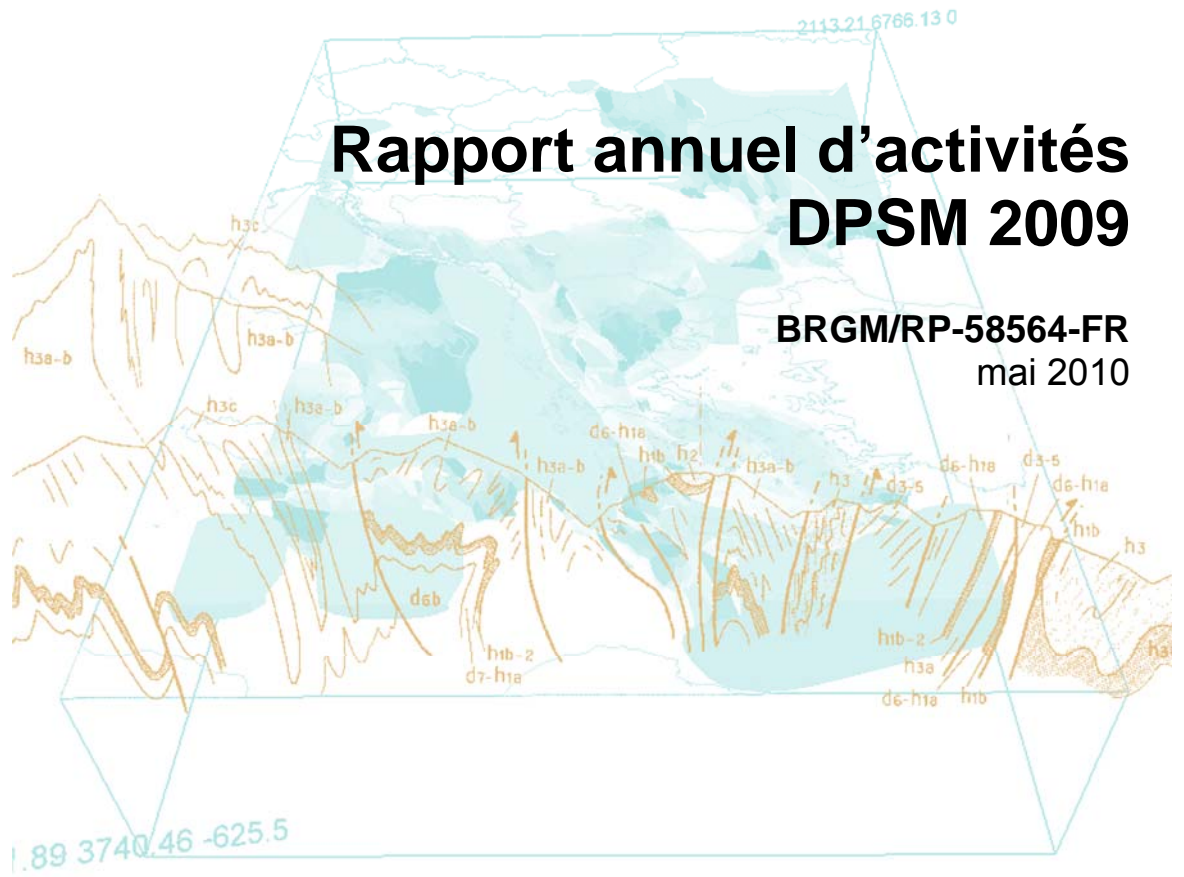 2113.21 6766.13 0
Rapport annuel d'activités
DPSM 2009
BRGM/RP-58564-FR
mai 2010
h3c
h3a-b
h3a-b
h3c
h3a-b
h3a-b
h3a-b
d6-h1a
h1b
h2
h3a-b
h3
d3-5
d6-h1a
d3-5
d6-h1a
h1b
h3
d6b
h1b-2
d7-h1a
h1b-2
h3a
d6-h1a
h1b
h3
.89 3740.46 -625.5